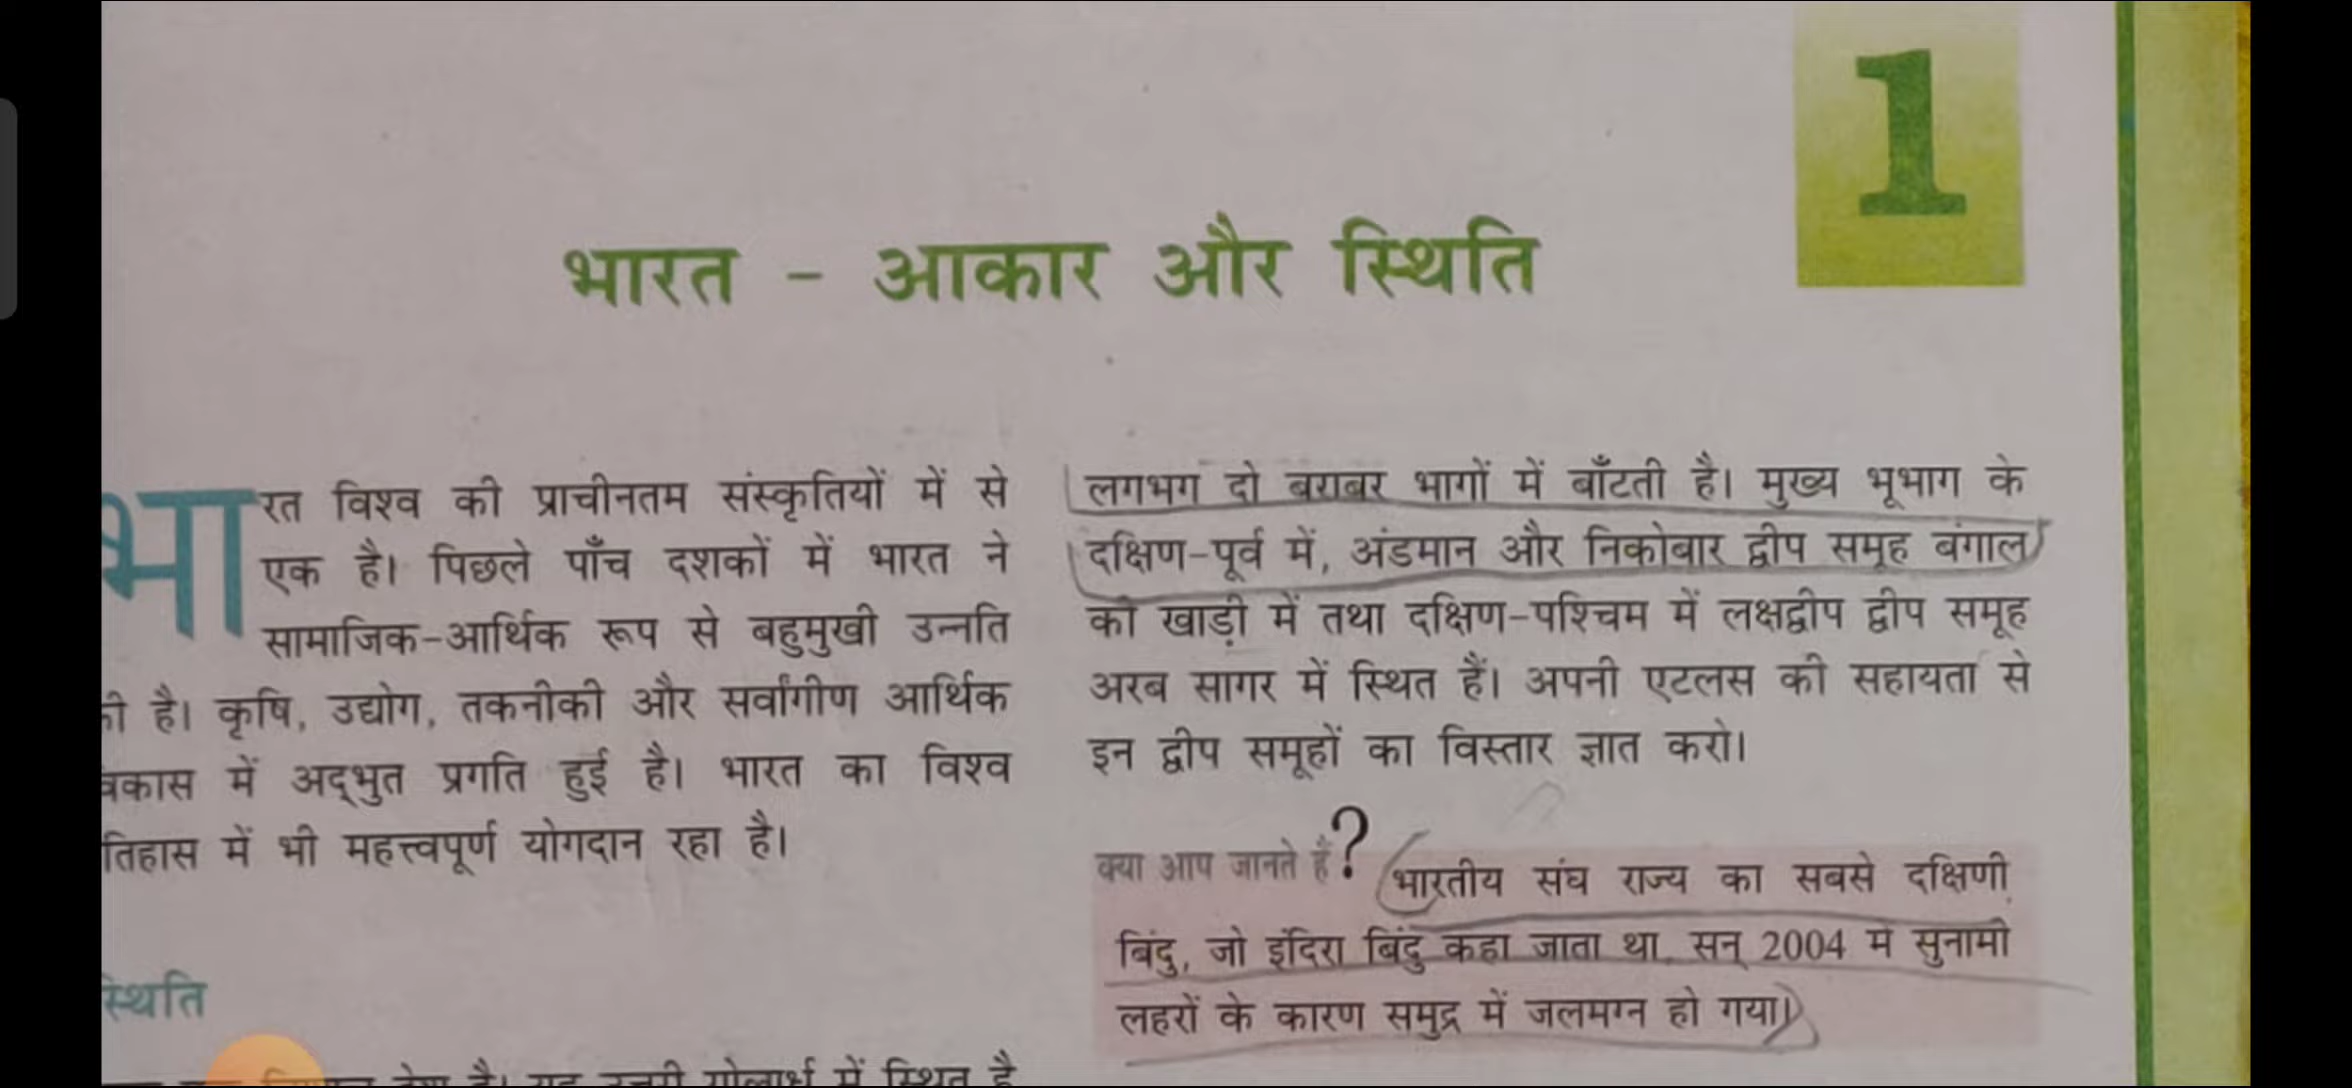 1
भारत - आकार और स्थिति
भारत विश्व की प्राचीनतम संस्कृतियों में से
एक है। पिछले पाँच दशकों में भारत ने
सामाजिक-आर्थिक रूप से बहुमुखी उन्नति
है। कृषि, उद्योग, तकनीकी और सर्वांगीण आर्थिक
में अद्भुत प्रगति हुई है। भारत का विश्व
में भी महत्त्वपूर्ण योगदान रहा है।
स्थिति
है। यह उत्तरी गोलार्ध में स्थित है
लगभग दो बराबर भागों में बाँटती है। मुख्य भूभाग के
दक्षिण-पूर्व में, अंडमान और निकोबार द्वीप समूह बंगाल
की खाड़ी में तथा दक्षिण-पश्चिम में लक्षद्वीप द्वीप समूह
अरब सागर में स्थित हैं। अपनी एटलस की सहायता से
इन द्वीप समूहों का विस्तार ज्ञात करो।
क्या आप जानते हैं? भारतीय संघ राज्य का सबसे दक्षिणी
बिंदु, जो इंदिरा बिंदु कहा जाता था, सन् 2004 में सुनामी
लहरों के कारण समुद्र में जलमग्न हो गया।